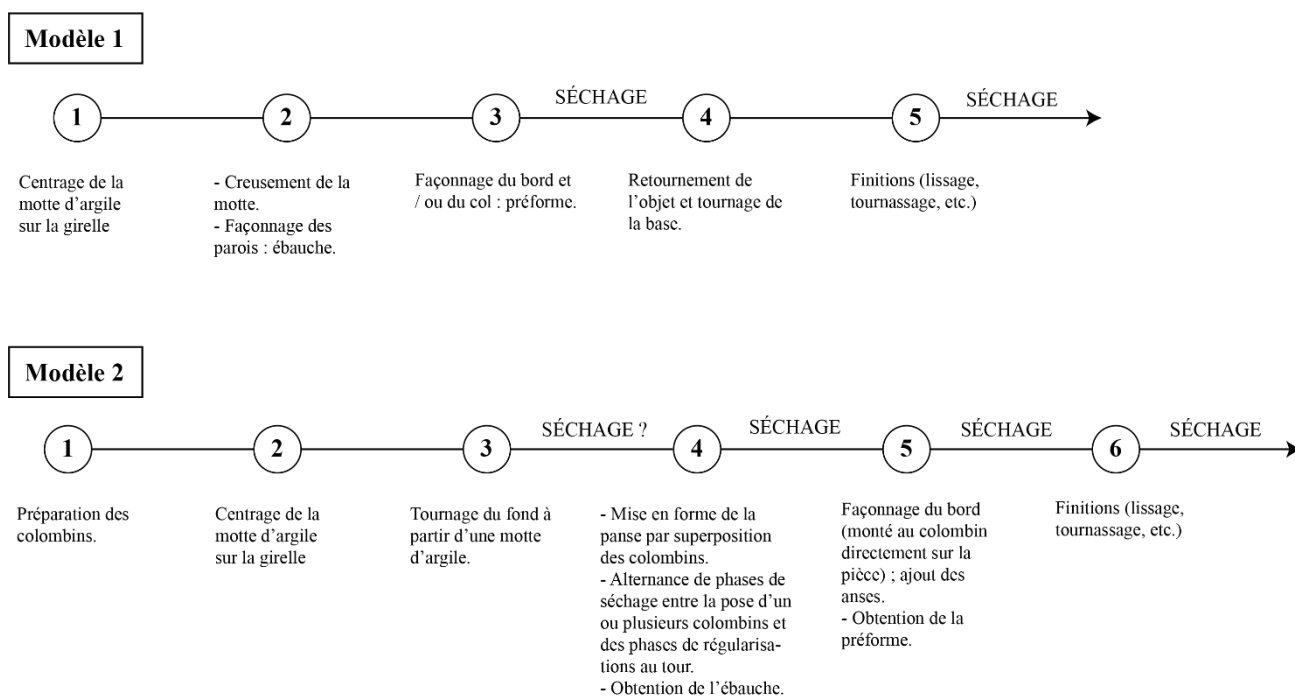 Modèle 1
SÉCHAGE
SÉCHAGE
1
2
3
4
5
Centrage de la
motte d’argile
sur la girelle
- Creusement de la
motte.
- Façonnage des
parois : ébauche.
Façonnage du bord et
/ ou du col : préforme.
Retournement de
l’objet et tournage de
la base.
Finitions (lissage,
tournassage, etc.)
Modèle 2
SÉCHAGE ?
SÉCHAGE
SÉCHAGE
SÉCHAGE
1
2
3
4
5
6
Préparation des
colombins.
Centrage de la
motte d’argile
sur la girelle
Tournage du fond à
partir d’une motte
d’argile.
- Mise en forme de la
panse par superposition
des colombins.
- Alternance de phases de
séchage entre la pose d’un
ou plusieurs colombins et
des phases de régularisa-
tions au tour.
- Obtention de l’ébauche.
Façonnage du bord
(monté au colombin
directement sur la
pièce) ; ajout des
anses.
- Obtention de la
préforme.
Finitions (lissage,
tournassage, etc.)